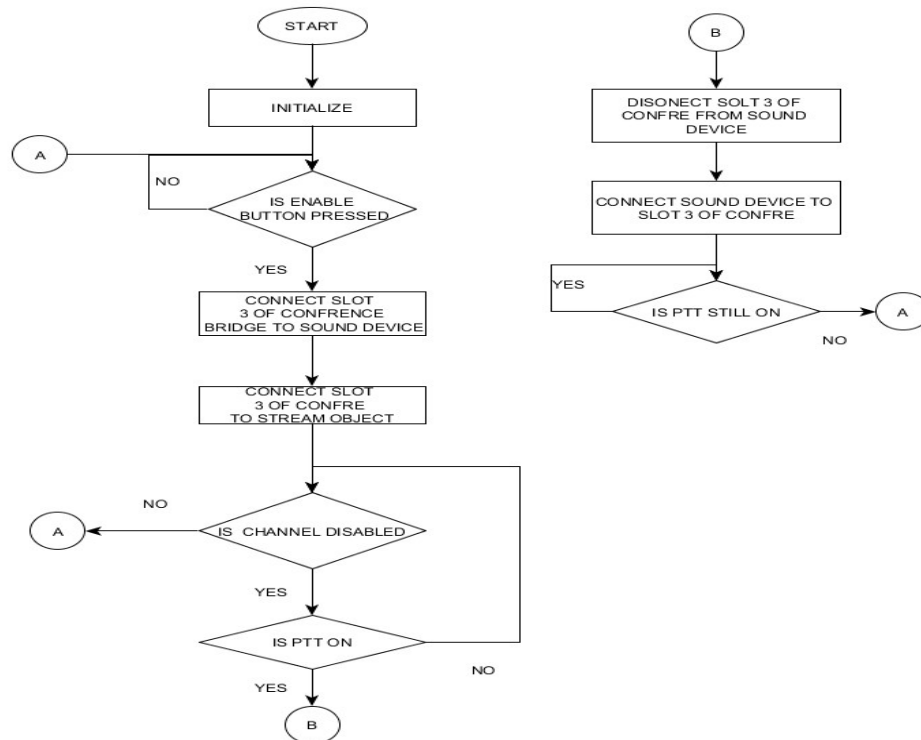 START
INITIALIZE
A
NO
IS ENABLE
BUTTON PRESSED
YES
CONNECT SLOT
3 OF CONFRENCE
BRIDGE TO SOUND DEVICE
CONNECT SLOT
3 OF CONFRE
TO STREAM OBJECT
NO
A
IS CHANNEL DISABLED
YES
IS PTT ON
NO
YES
B
B
DISONECT SOLT 3 OF
CONFRE FROM SOUND
DEVICE
CONNECT SOUND DEVICE TO
SLOT 3 OF CONFRE
YES
IS PTT STILL ON
A
NO